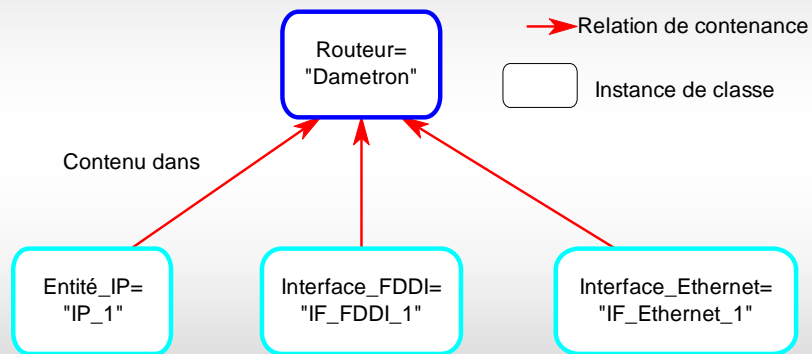 Routeur=
"Dametron"
Relation de contenance
Instance de classe
Contenu dans
Entité_IP=
"IP_1"
Interface_FDDI=
"IF_FDDI_1"
Interface_Ethernet=
"IF_Ethernet_1"